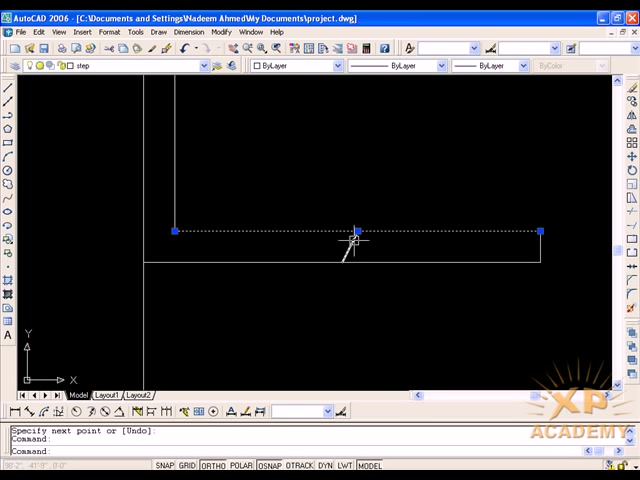 AutoCAD 2006 - [C:\Documents and Settings\Nadeem Ahmed\My Documents\project.dwg]
File Edit View Insert Format Tools Draw Dimension Modify Window Help
step ByLayer ByLayer ByLayer ByColor
A
Y
X
Model Layout1 Layout2
XP
ACADEMY
Specify next point or [Undo]:
Command:
Command:
SNAP GRID ORTHO POLAR OSNAP OTRACK DYN LWT MODEL